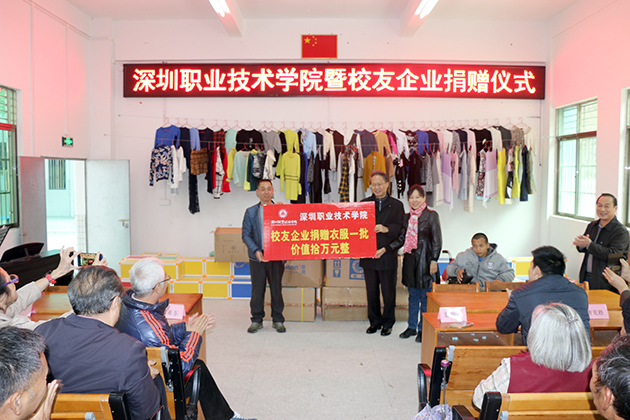 深圳职业技术学院暨校友企业捐赠仪式
深圳职业技术学院
校友企业捐赠衣服一批
价值拾万元整